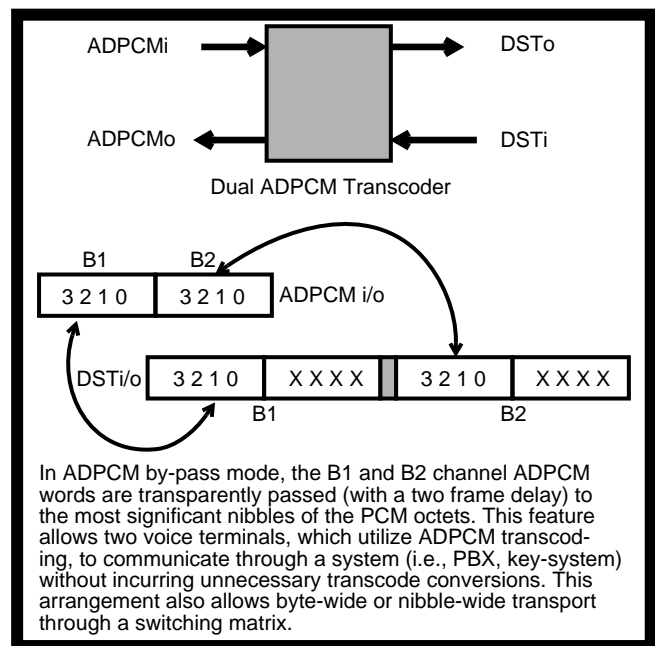 ADPCMi DSTo
ADPCMo DSTi
Dual ADPCM Transcoder
B1 B2
3 2 1 0 3 2 1 0 ADPCM i/o
DSTi/o 3 2 1 0 X X X X 3 2 1 0 X X X X
B1 B2
In ADPCM by-pass mode, the B1 and B2 channel ADPCM
words are transparently passed (with a two frame delay) to
the most significant nibbles of the PCM octets. This feature
allows two voice terminals, which utilize ADPCM transcod-
ing, to communicate through a system (i.e., PBX, key-system)
without incurring unnecessary transcode conversions. This
arrangement also allows byte-wide or nibble-wide transport
through a switching matrix.